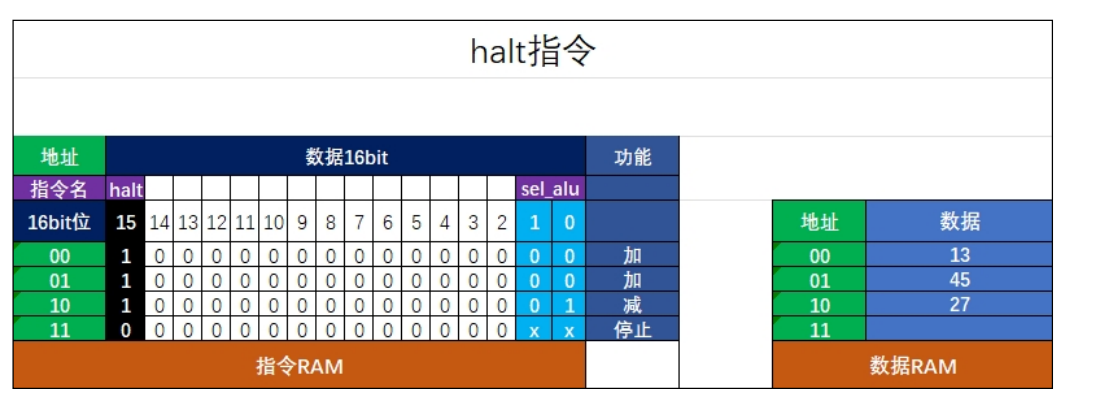 halt指令
地址 数据16bit 功能
指令名 halt sel_alu
16bit位 15 14 13 12 11 10 9 8 7 6 5 4 3 2 1 0 地址 数据
00 1 0 0 0 0 0 0 0 0 0 0 0 0 0 0 0 加 00 13
01 1 0 0 0 0 0 0 0 0 0 0 0 0 0 0 0 加 01 45
10 1 0 0 0 0 0 0 0 0 0 0 0 0 0 0 1 减 10 27
11 0 0 0 0 0 0 0 0 0 0 0 0 0 0 x x 停止 11
指令RAM 数据RAM